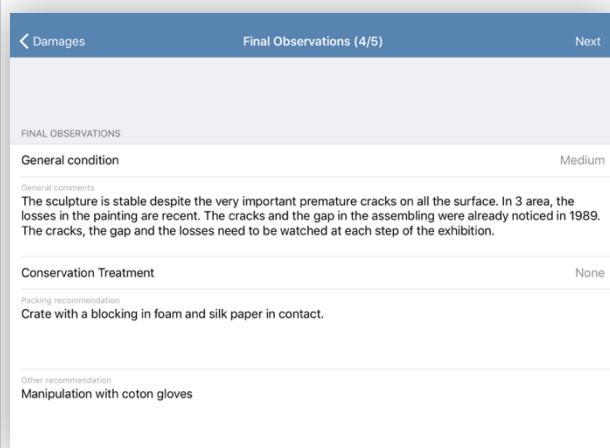 Damages
Final Observations (4/5)
Next
FINAL OBSERVATIONS
General condition
Medium
General comments
The sculpture is stable despite the very important premature cracks on all the surface. In 3 area, the
losses in the painting are recent. The cracks and the gap in the assembling were already noticed in 1989.
The cracks, the gap and the losses need to be watched at each step of the exhibition.
Conservation Treatment
None
Packing recommendation
Crate with a blocking in foam and silk paper in contact.
Other recommendation
Manipulation with coton gloves